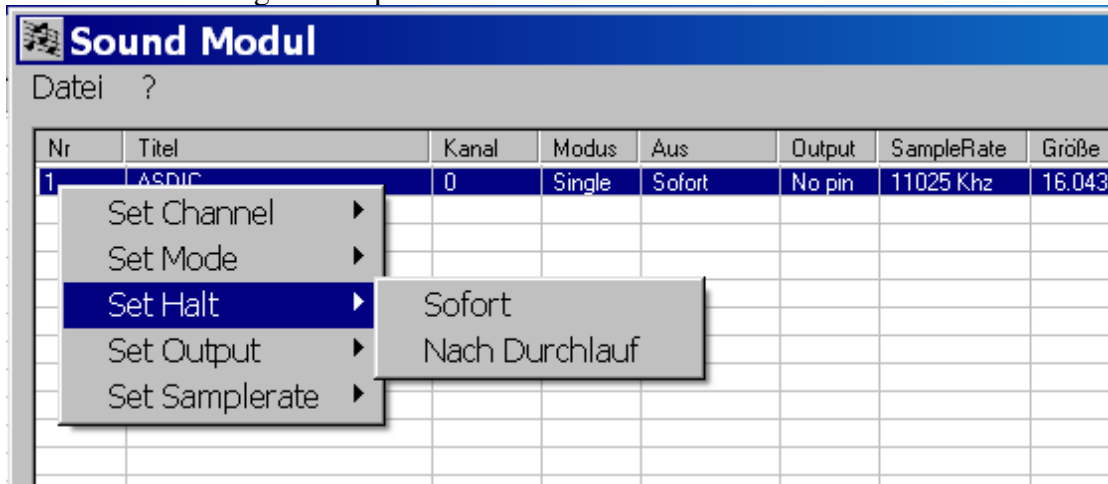 Sound Modul
Datei ?
Nr Titel Kanal Modus Aus Output SampleRate Größe
1 ASDIC 0 Single Sofort No pin 11025 Khz 16.043
Set Channel
Set Mode
Set Halt
Sofort
Set Output
Nach Durchlauf
Set Samplerate